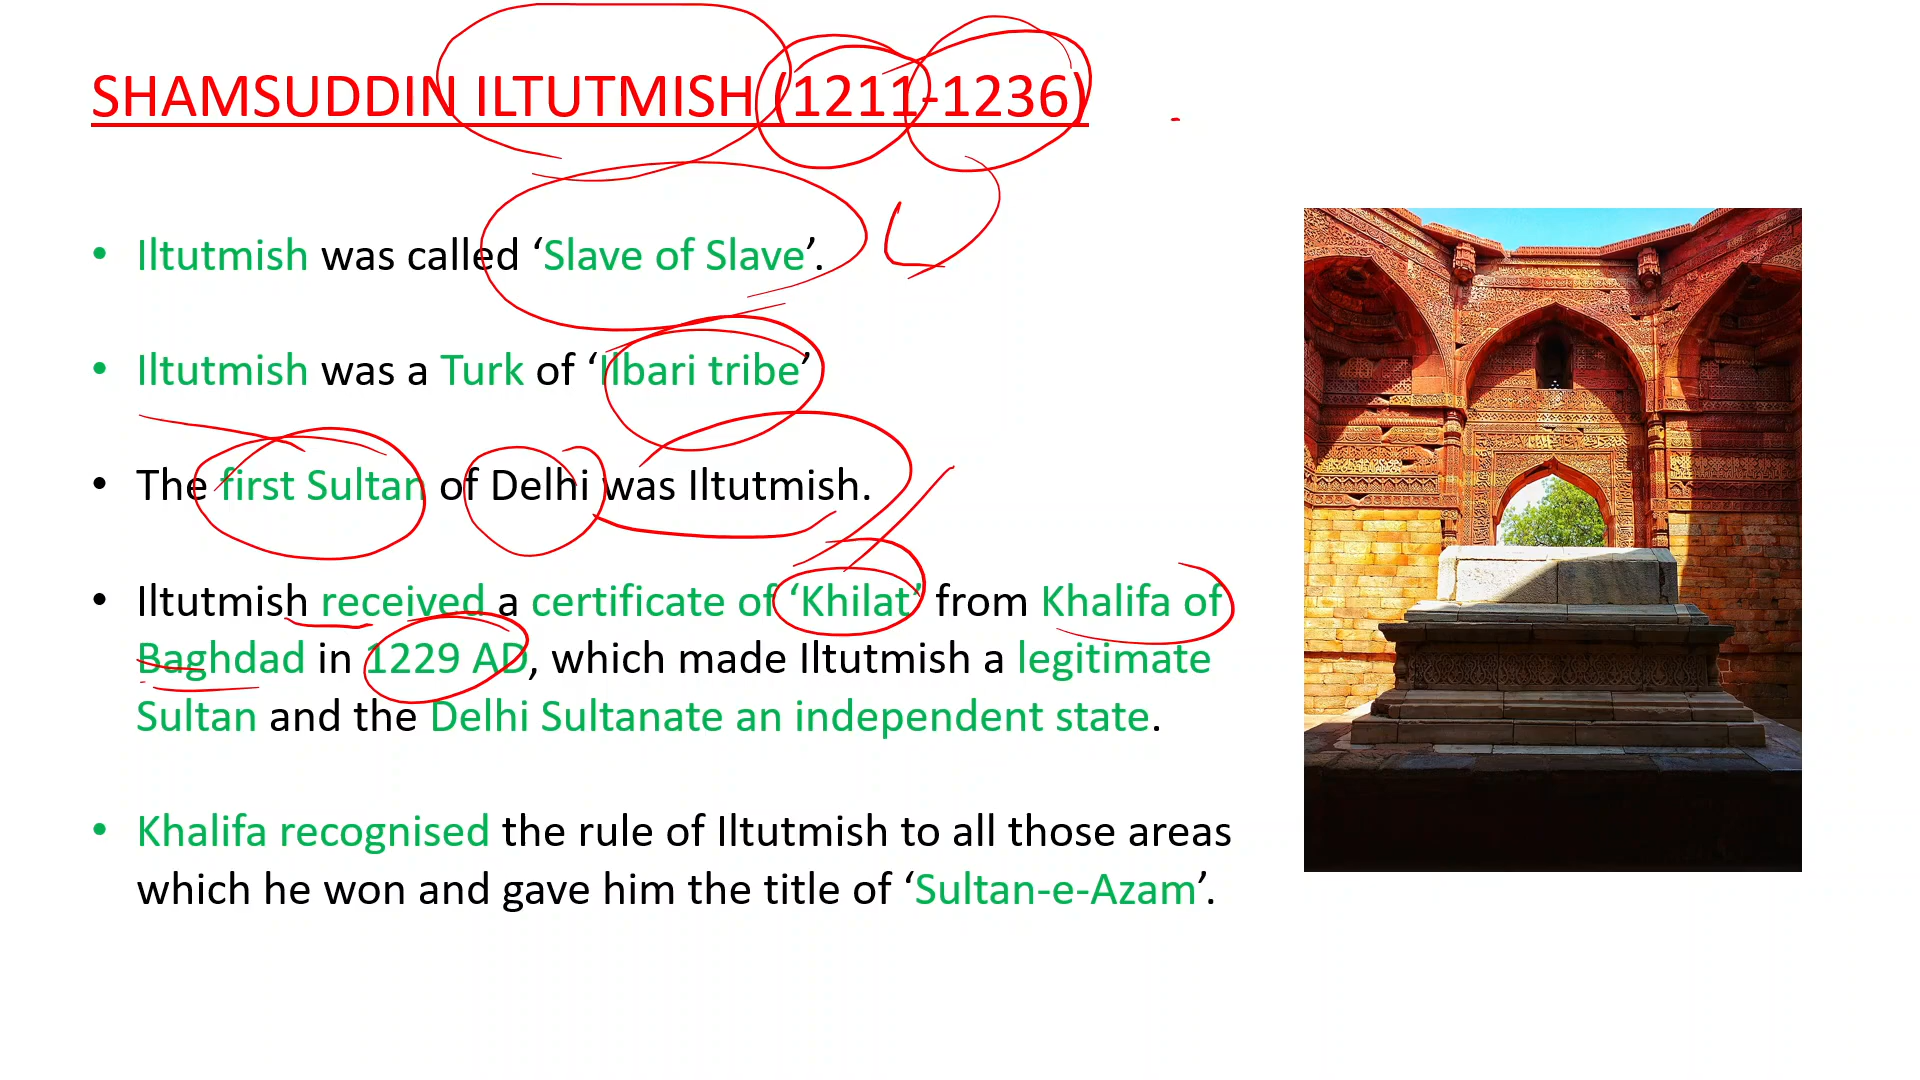 SHAMSUDDIN ILTUTMISH (1211-1236)
• Iltutmish was called ‘Slave of Slave’.
• Iltutmish was a Turk of ‘Ilbari tribe’
• The first Sultan of Delhi was Iltutmish.
• Iltutmish received a certificate of ‘Khilat’ from Khalifa of
Baghdad in 1229 AD, which made Iltutmish a legitimate
Sultan and the Delhi Sultanate an independent state.
• Khalifa recognised the rule of Iltutmish to all those areas
which he won and gave him the title of ‘Sultan-e-Azam’.